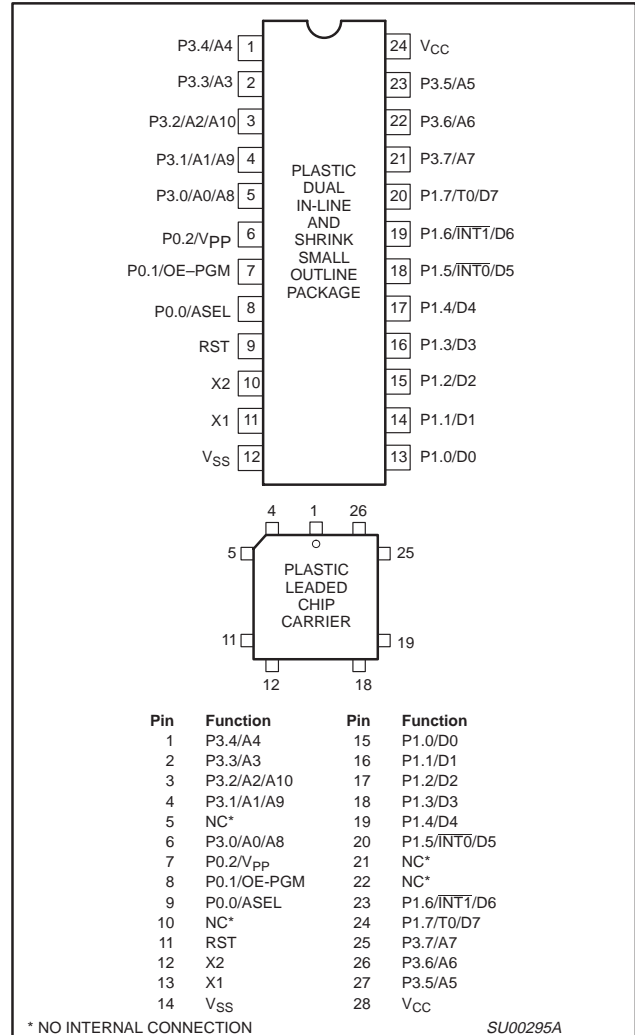 P3.4/A4 1 24 VCC
P3.3/A3 2 23 P3.5/A5
P3.2/A2/A10 3 22 P3.6/A6
P3.1/A1/A9 4 21 P3.7/A7
P3.0/A0/A8 5 20 P1.7/T0/D7
P0.2/VPP 6 19 P1.6/I̅N̅T̅1̅/D6
P0.1/OE–PGM 7 18 P1.5/I̅N̅T̅0̅/D5
P0.0/ASEL 8 17 P1.4/D4
RST 9 16 P1.3/D3
X2 10 15 P1.2/D2
X1 11 14 P1.1/D1
VSS 12 13 P1.0/D0
PLASTIC
DUAL
IN-LINE
AND
SHRINK
SMALL
OUTLINE
PACKAGE
4 1 26
5 25
PLASTIC
LEADED
CHIP
CARRIER
11 19
12 18
Pin Function Pin Function
1 P3.4/A4 15 P1.0/D0
2 P3.3/A3 16 P1.1/D1
3 P3.2/A2/A10 17 P1.2/D2
4 P3.1/A1/A9 18 P1.3/D3
5 NC* 19 P1.4/D4
6 P3.0/A0/A8 20 P1.5/I̅N̅T̅0̅/D5
7 P0.2/VPP 21 NC*
8 P0.1/OE-PGM 22 NC*
9 P0.0/ASEL 23 P1.6/I̅N̅T̅1̅/D6
10 NC* 24 P1.7/T0/D7
11 RST 25 P3.7/A7
12 X2 26 P3.6/A6
13 X1 27 P3.5/A5
14 VSS 28 VCC
* NO INTERNAL CONNECTION SU00295A